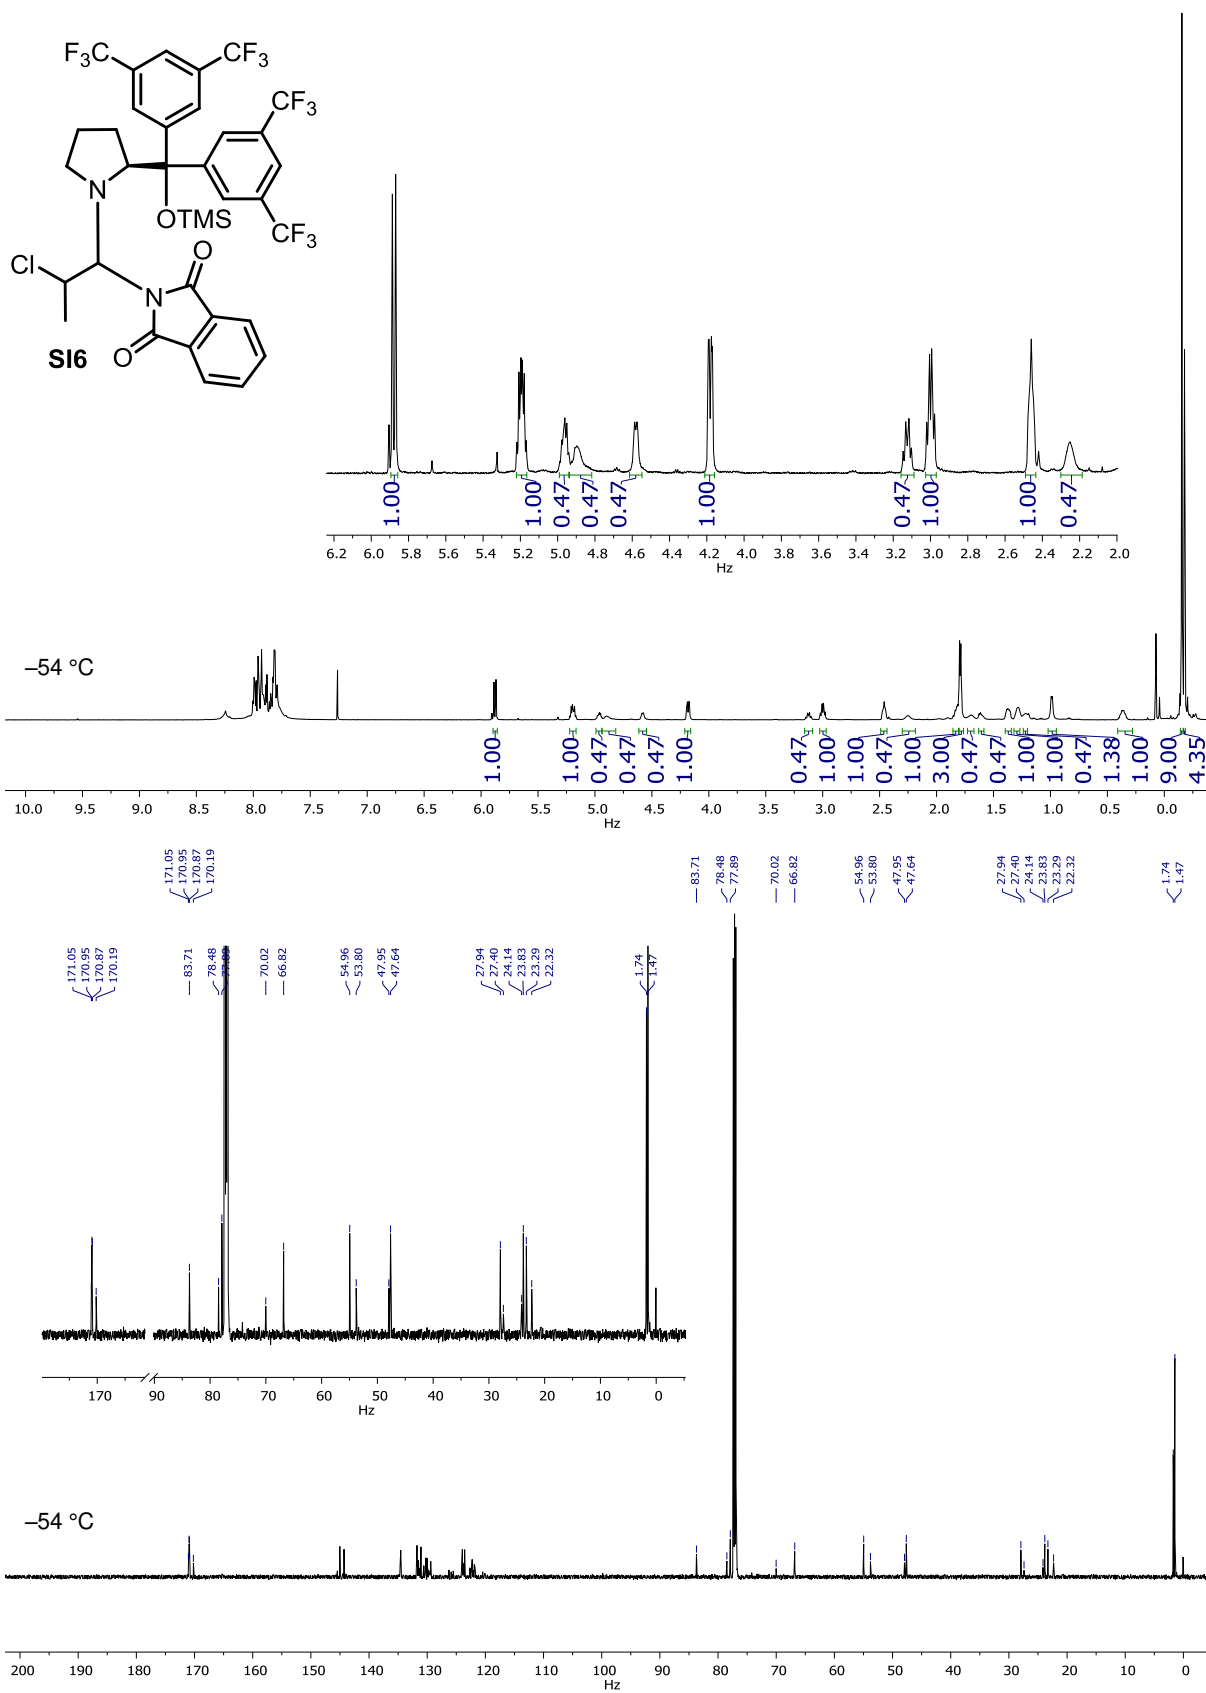 F₃C CF₃
CF₃
N
OTMS
CF₃
Cl
O
N
SI6 O
1.00 1.00 0.47 0.47 0.47 1.00 0.47 1.00 1.00 0.47
6.2 6.0 5.8 5.6 5.4 5.2 5.0 4.8 4.6 4.4 4.2 4.0 3.8 3.6 3.4 3.2 3.0 2.8 2.6 2.4 2.2 2.0
Hz
–54 °C
1.00 1.00 0.47 0.47 0.47 1.00 0.47 1.00 1.00 0.47 1.00 3.00 0.47 0.47 1.00 1.00 0.47 1.38 1.00 9.00 4.35
10.0 9.5 9.0 8.5 8.0 7.5 7.0 6.5 6.0 5.5 5.0 4.5 4.0 3.5 3.0 2.5 2.0 1.5 1.0 0.5 0.0
Hz
171.05 170.95 170.87 170.19 83.71 78.48 77.89 70.02 66.82 54.96 53.80 47.95 47.64 27.94 27.40 24.14 23.83 23.29 22.32 1.74 1.47
171.05 170.95 170.87 170.19 83.71 78.48 77.89 70.02 66.82 54.96 53.80 47.95 47.64 27.94 27.40 24.14 23.83 23.29 22.32 1.74 1.47
170 90 80 70 60 50 40 30 20 10 0
Hz
–54 °C
200 190 180 170 160 150 140 130 120 110 100 90 80 70 60 50 40 30 20 10 0
Hz